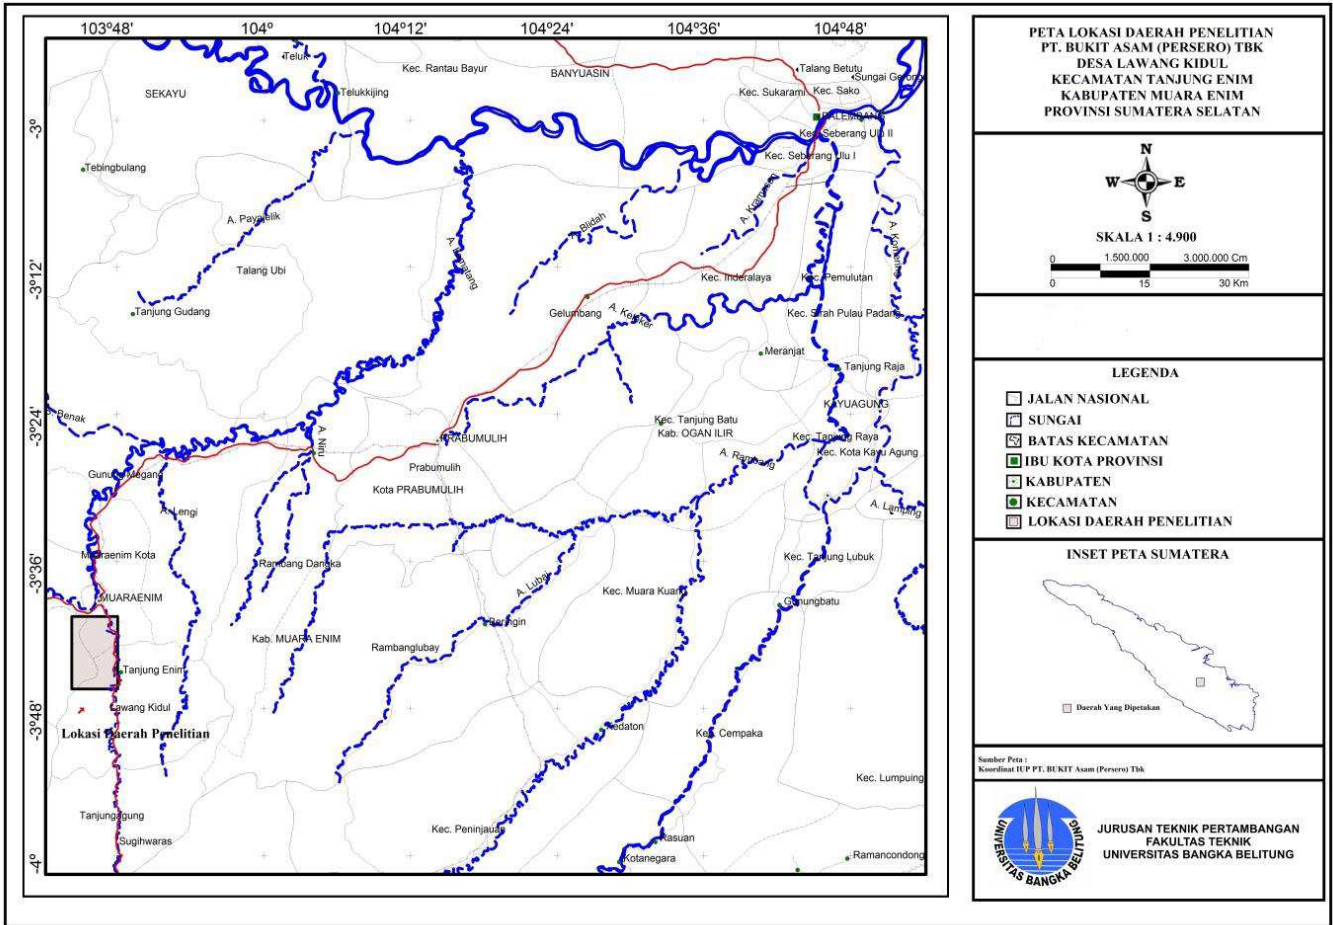 103°48'
104°
104°12'
104°24'
104°36'
104°48'
-3°
-3°12'
-3°24'
-3°36'
-3°48'
-4°
Teluk
Kec. Rantau Bayur
BANYUASIN
Talang Betutu
Sungai Gerong
SEKAYU
Telukkijing
Kec. Sukarami
Kec. Sako
PALEMBANG
Kec. Seberang Ulu II
Kec. Seberang Ulu I
Tebingbulang
A. Kramasan
A. Payajelik
A. Blidah
Talang Ubi
Kec. Inderalaya
Kec. Pemulutan
Tanjung Gudang
Gelumbang
A. Kelekar
Kec. Sirah Pulau Padang
Meranjat
Tanjung Raja
KAYUAGUNG
Benak
Kec. Tanjung Batu
Kab. OGAN ILIR
A. Niru
PRABUMULIH
Kec. Tanjung Raya
Kec. Kota Kayu Agung
A. Rambang
Prabumulih
Gunung Megang
Kota PRABUMULIH
A. Lengi
A. Lamping
Muaraenim Kota
Rambang Dangka
Kec. Tanjung Lubuk
A. Lubai
Kec. Muara Kuang
MUARAENIM
Gunungbatu
Beringin
Kab. MUARA ENIM
Rambanglubay
Tanjung Enim
Lawang Kidul
Lokasi Daerah Penelitian
Kedaton
Kec. Cempaka
Kec. Lumpuing
Tanjungagung
Kec. Peninjauan
Sugihwaras
Rasuan
Kotanegara
Ramancondong
PETA LOKASI DAERAH PENELITIAN
PT. BUKIT ASAM (PERSERO) TBK
DESA LAWANG KIDUL
KECAMATAN TANJUNG ENIM
KABUPATEN MUARA ENIM
PROVINSI SUMATERA SELATAN
N
W E
S
SKALA 1 : 4.900
0 1.500.000 3.000.000 Cm
0 15 30 Km
LEGENDA
JALAN NASIONAL
SUNGAI
BATAS KECAMATAN
IBU KOTA PROVINSI
KABUPATEN
KECAMATAN
LOKASI DAERAH PENELITIAN
INSET PETA SUMATERA
Daerah Yang Dipetakan
Sumber Peta :
Koordinat IUP PT. BUKIT Asam (Persero) Tbk
UNIVERSITAS BANGKA BELITUNG
JURUSAN TEKNIK PERTAMBANGAN
FAKULTAS TEKNIK
UNIVERSITAS BANGKA BELITUNG